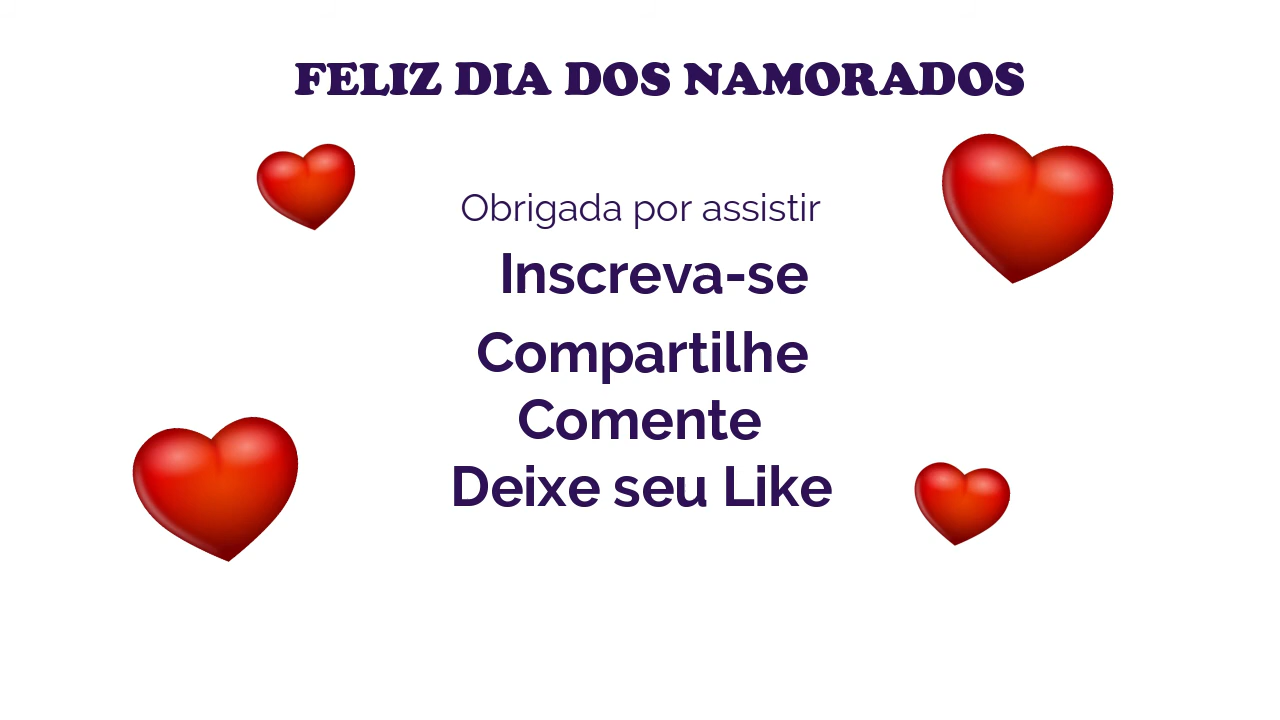 FELIZ DIA DOS NAMORADOS
Obrigada por assistir
Inscreva-se
Compartilhe
Comente
Deixe seu Like